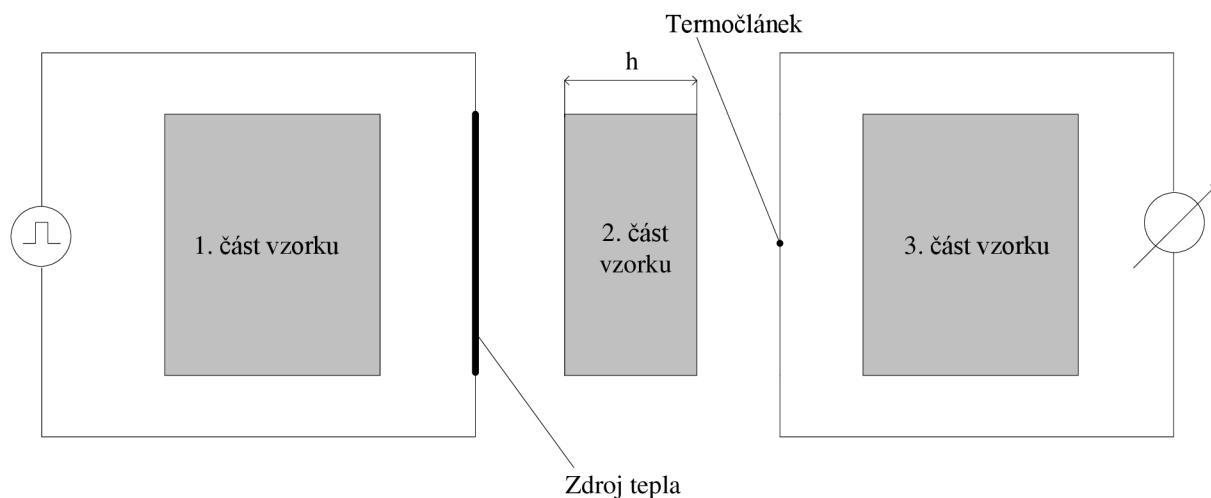 Termočlánek
h
1. část vzorku
2. část
vzorku
3. část vzorku
Zdroj tepla